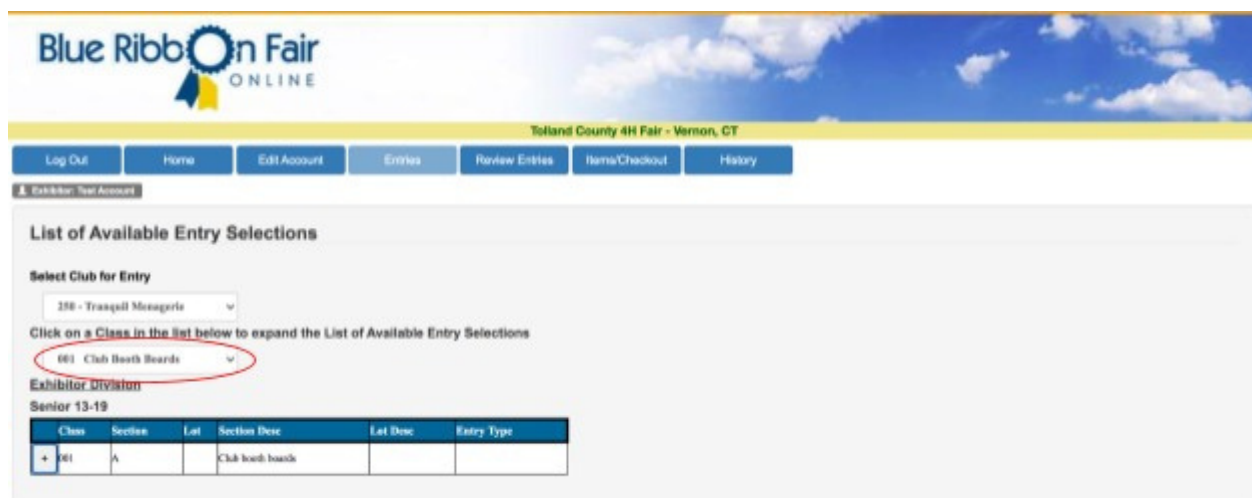 Blue Ribbon Fair
ONLINE
Tolland County 4H Fair - Vernon, CT
Log Out Home Edit Account Entries Review Entries Items/Checkout History
Exhibitor: Test Account
List of Available Entry Selections
Select Club for Entry
250 - Tranquil Menagerie
Click on a Class in the list below to expand the List of Available Entry Selections
001 Club Booth Boards
Exhibitor Division
Senior 13-19
Class Section Lot Section Desc Lot Desc Entry Type
+ 001 A Club booth boards